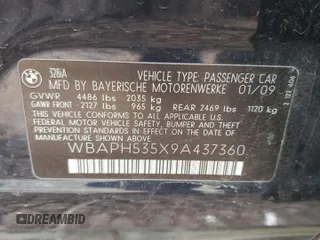 328iA
VEHICLE TYPE: PASSENGER CAR
MFD BY BAYERISCHE MOTORENWERKE 01/09
GVWR 4486 lbs 2035 kg
GAWR FRT 2127 lbs 965 kg REAR 2469 lbs 1120 kg
THIS VEHICLE CONFORMS TO ALL APPLICABLE
FEDERAL MOTOR VEHICLE SAFETY, BUMPER,
AND THEFT PREVENTION STANDARDS IN EFFECT
ON THE DATE OF MANUFACTURE SHOWN ABOVE.
WBAPH535X9A437360
DREAMBID